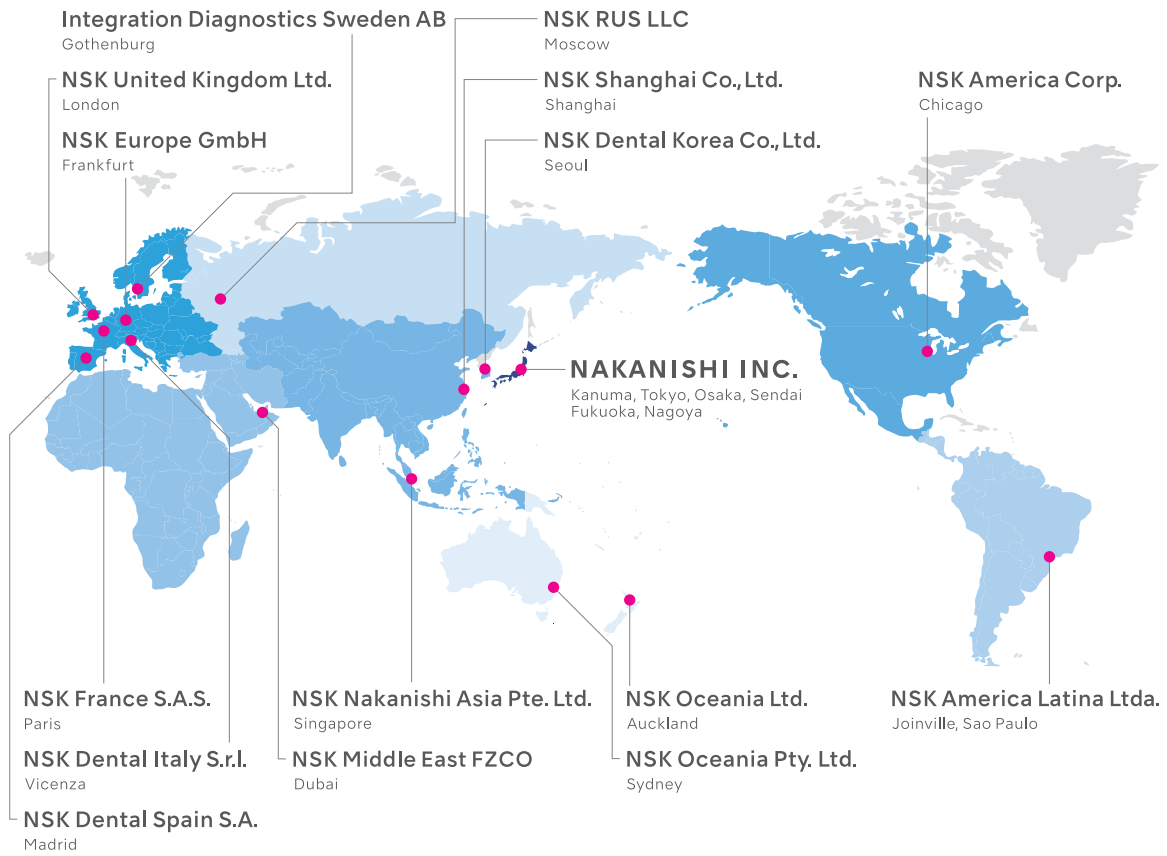 Integration Diagnostics Sweden AB
Gothenburg
NSK United Kingdom Ltd.
London
NSK Europe GmbH
Frankfurt
NSK RUS LLC
Moscow
NSK Shanghai Co.,Ltd.
Shanghai
NSK Dental Korea Co.,Ltd.
Seoul
NSK America Corp.
Chicago
NAKANISHI INC.
Kanuma, Tokyo, Osaka, Sendai
Fukuoka, Nagoya
NSK France S.A.S.
Paris
NSK Dental Italy S.r.l.
Vicenza
NSK Dental Spain S.A.
Madrid
NSK Nakanishi Asia Pte. Ltd.
Singapore
NSK Middle East FZCO
Dubai
NSK Oceania Ltd.
Auckland
NSK Oceania Pty. Ltd.
Sydney
NSK America Latina Ltda.
Joinville, Sao Paulo